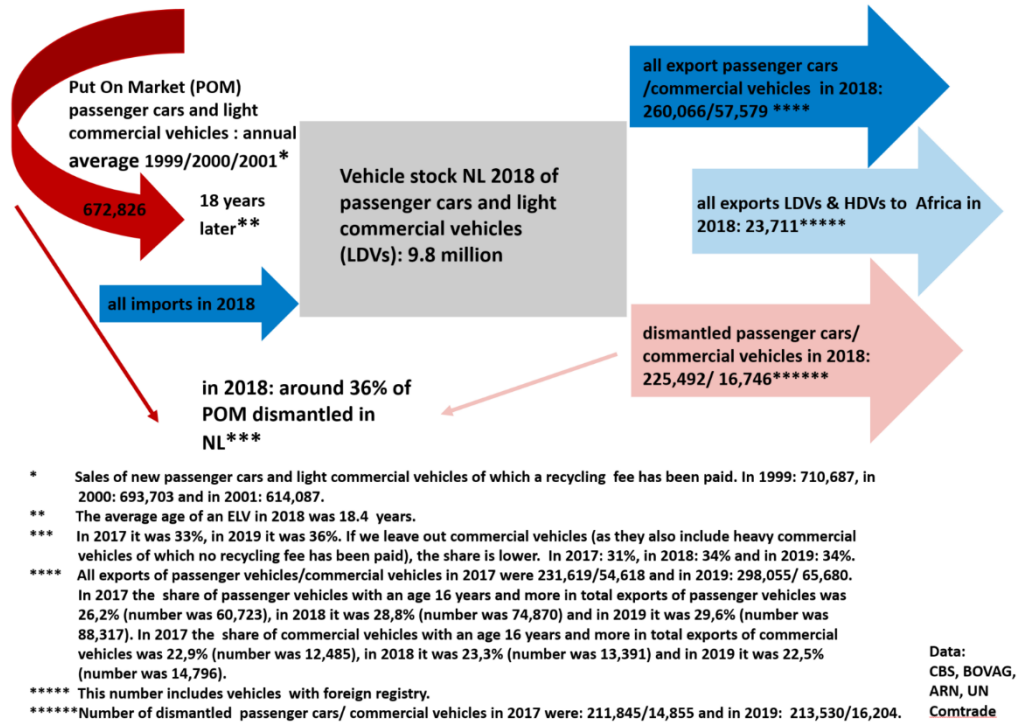 Put On Market (POM)
passenger cars and light
commercial vehicles : annual
average 1999/2000/2001*
672,826
18 years
later**
all imports in 2018
Vehicle stock NL 2018 of
passenger cars and light
commercial vehicles
(LDVs): 9.8 million
all export passenger cars
/commercial vehicles in 2018:
260,066/57,579 ****
all exports LDVs & HDVs to Africa in
2018: 23,711*****
dismantled passenger cars/
commercial vehicles in 2018:
225,492/ 16,746******
in 2018: around 36% of
POM dismantled in
NL***
* Sales of new passenger cars and light commercial vehicles of which a recycling fee has been paid. In 1999: 710,687, in
2000: 693,703 and in 2001: 614,087.
** The average age of an ELV in 2018 was 18.4 years.
*** In 2017 it was 33%, in 2019 it was 36%. If we leave out commercial vehicles (as they also include heavy commercial
vehicles of which no recycling fee has been paid), the share is lower. In 2017: 31%, in 2018: 34% and in 2019: 34%.
**** All exports of passenger vehicles/commercial vehicles in 2017 were 231,619/54,618 and in 2019: 298,055/ 65,680.
In 2017 the share of passenger vehicles with an age 16 years and more in total exports of passenger vehicles was
26,2% (number was 60,723), in 2018 it was 28,8% (number was 74,870) and in 2019 it was 29,6% (number was
88,317). In 2017 the share of commercial vehicles with an age 16 years and more in total exports of commercial
vehicles was 22,9% (number was 12,485), in 2018 it was 23,3% (number was 13,391) and in 2019 it was 22,5%
(number was 14,796).
***** This number includes vehicles with foreign registry.
******Number of dismantled passenger cars/ commercial vehicles in 2017 were: 211,845/14,855 and in 2019: 213,530/16,204.
Data:
CBS, BOVAG,
ARN, UN
Comtrade